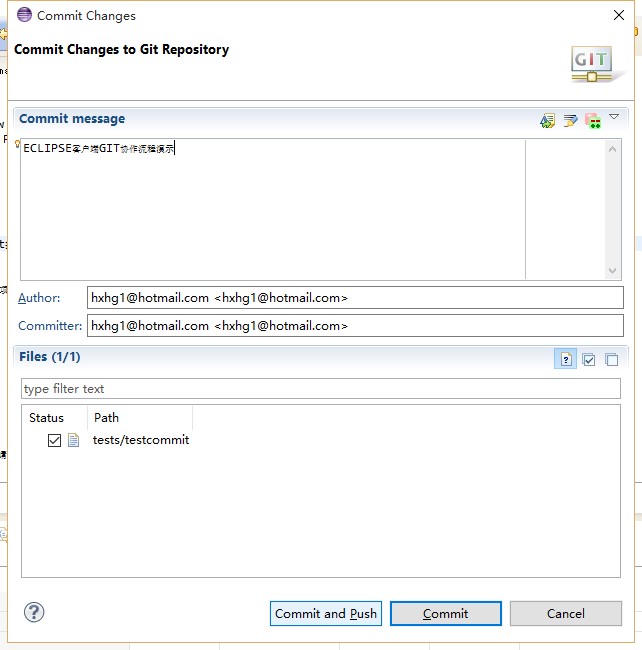 Commit Changes
Commit Changes to Git Repository
GIT
Commit message
ECLIPSE客户端GIT协作流程演示
Author: hxhg1@hotmail.com <hxhg1@hotmail.com>
Committer: hxhg1@hotmail.com <hxhg1@hotmail.com>
Files (1/1)
type filter text
Status Path
tests/testcommit
Commit and Push Commit Cancel